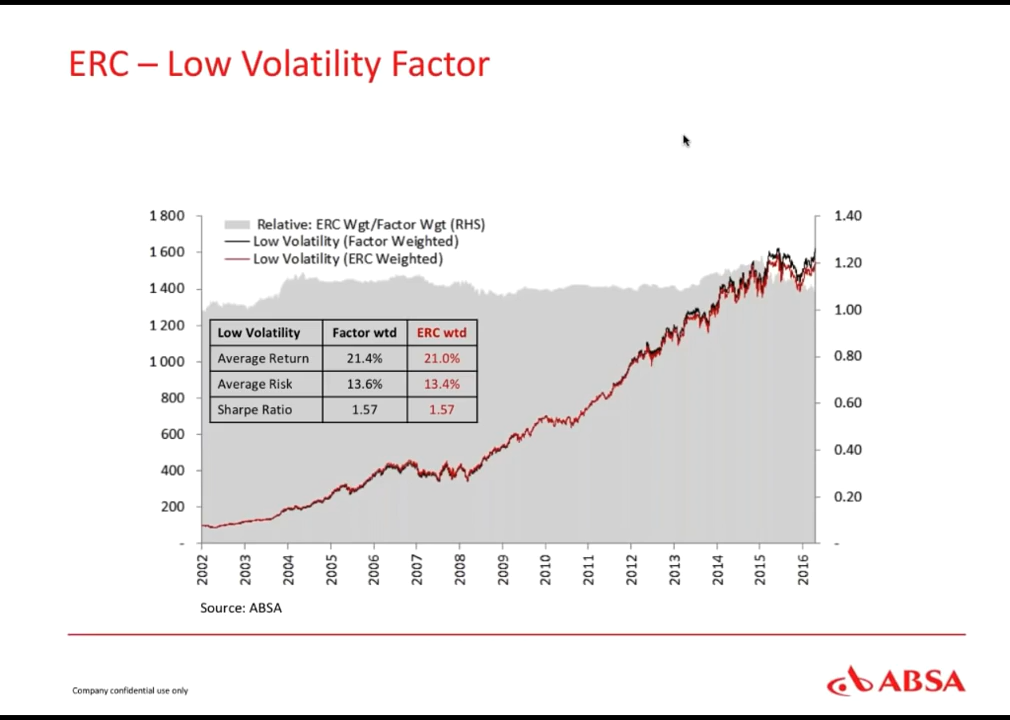 ERC – Low Volatility Factor
Relative: ERC Wgt/Factor Wgt (RHS)
Low Volatility (Factor Weighted)
Low Volatility (ERC Weighted)
1 800
1 600
1 400
1 200
1 000
800
600
400
200
-
1.40
1.20
1.00
0.80
0.60
0.40
0.20
-
Low Volatility Factor wtd ERC wtd
Average Return 21.4% 21.0%
Average Risk 13.6% 13.4%
Sharpe Ratio 1.57 1.57
2002 2003 2004 2005 2006 2007 2008 2009 2010 2011 2012 2013 2014 2015 2016
Source: ABSA
Company confidential use only
ABSA